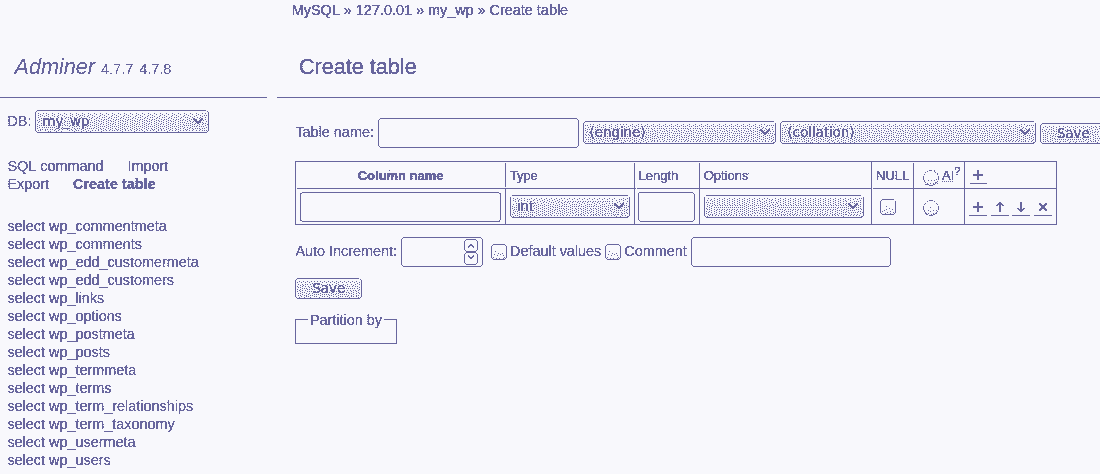 MySQL » 127.0.01 » my_wp » Create table
Adminer 4.7.7 4.7.8
Create table
DB: my_wp
SQL command Import
Export Create table
select wp_commentmeta
select wp_comments
select wp_edd_customermeta
select wp_edd_customers
select wp_links
select wp_options
select wp_postmeta
select wp_posts
select wp_termmeta
select wp_terms
select wp_term_relationships
select wp_term_taxonomy
select wp_usermeta
select wp_users
Table name: (engine) (collation) Save
Column name Type Length Options NULL AI? +
int + ↑ ↓ ×
Auto Increment: Default values Comment
Save
Partition by